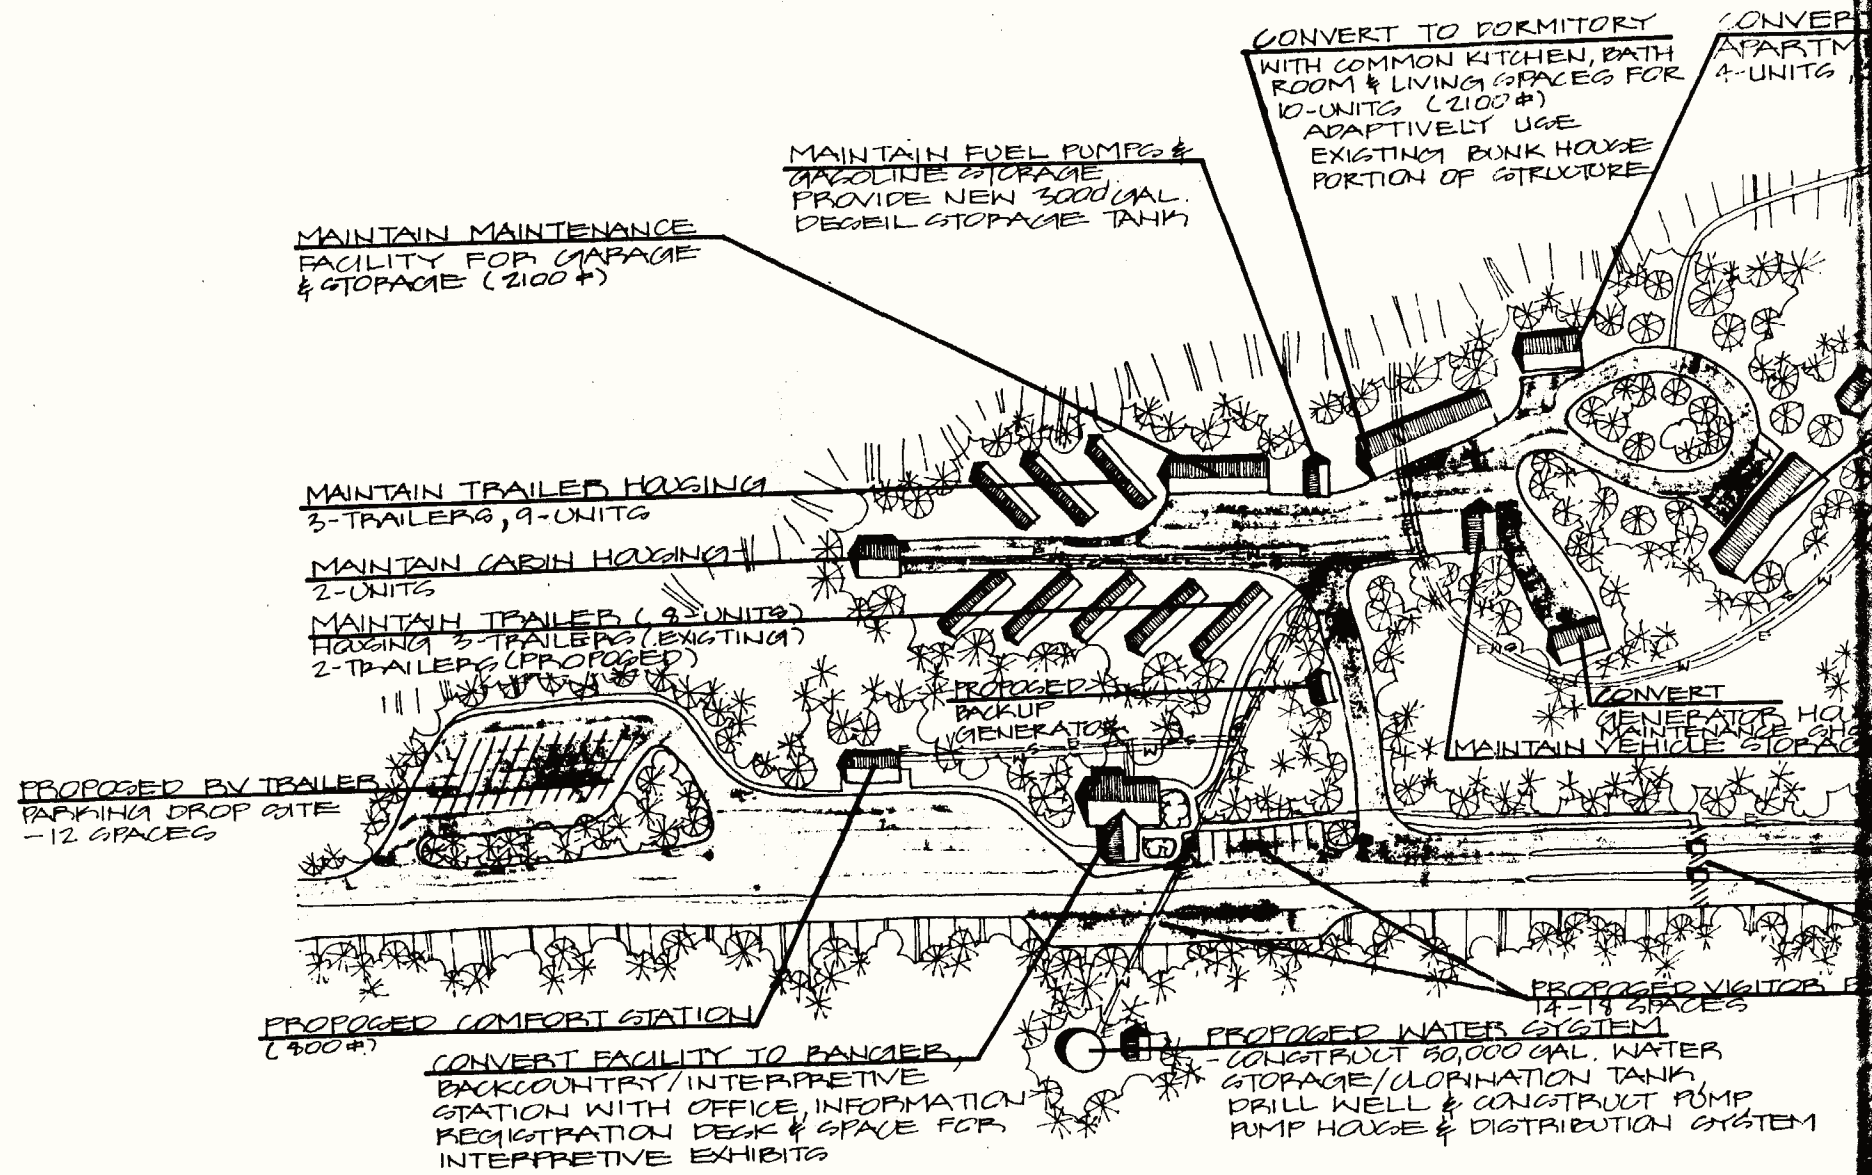 CONVERT TO DORMITORY
WITH COMMON KITCHEN, BATH
ROOM & LIVING SPACES FOR
10-UNITS (2100#)
ADAPTIVELY USE
EXISTING BUNK HOUSE
PORTION OF STRUCTURE
CONVER
APARTM
4-UNITS,
MAINTAIN FUEL PUMPS &
GASOLINE STORAGE
PROVIDE NEW 3000 GAL.
DESEIL STORAGE TANK
MAINTAIN MAINTENANCE
FACILITY FOR GARAGE
& STORAGE (2100#)
MAINTAIN TRAILER HOUSING
3-TRAILERS, 9-UNITS
MAINTAIN CABIN HOUSING
2-UNITS
MAINTAIN TRAILER (8-UNITS)
HOUSING 3-TRAILERS (EXISTING)
2-TRAILERS (PROPOSED)
PROPOSED
BACKUP
GENERATOR
CONVERT
GENERATOR HOU
MAINTENANCE SHO
MAINTAIN VEHICLE STORAG
PROPOSED RV TRAILER
PARKING DROP SITE
-12 SPACES
PROPOSED COMFORT STATION
(800#)
CONVERT FACILITY TO RANGER,
BACKCOUNTRY/INTERPRETIVE
STATION WITH OFFICE, INFORMATION
REGISTRATION DESK & SPACE FOR
INTERPRETIVE EXHIBITS
PROPOSED VISITOR P
14-18 SPACES
PROPOSED WATER SYSTEM
-CONSTRUCT 50,000 GAL. WATER
STORAGE/CLORINATION TANK,
DRILL WELL & CONSTRUCT PUMP,
PUMP HOUSE & DISTRIBUTION SYSTEM